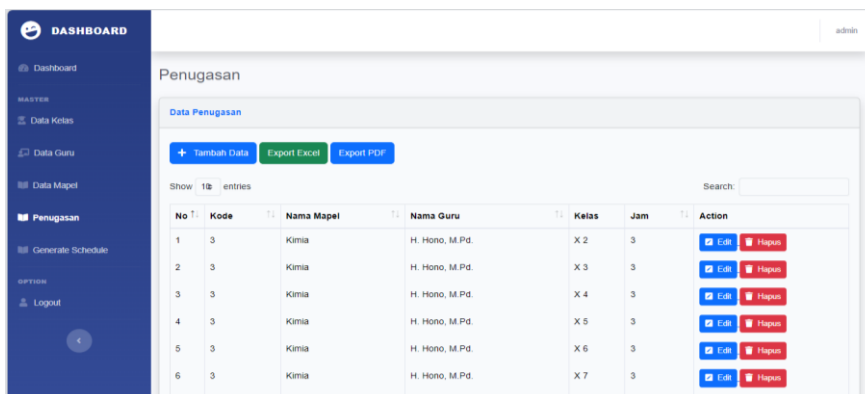 DASHBOARD
admin
Dashboard
MASTER
Data Kelas
Data Guru
Data Mapel
Penugasan
Generate Schedule
OPTION
Logout
Penugasan
Data Penugasan
+ Tambah Data Export Excel Export PDF
Show 10 entries Search:
No Kode Nama Mapel Nama Guru Kelas Jam Action
1 3 Kimia H. Hono, M.Pd. X 2 3 Edit Hapus
2 3 Kimia H. Hono, M.Pd. X 3 3 Edit Hapus
3 3 Kimia H. Hono, M.Pd. X 4 3 Edit Hapus
4 3 Kimia H. Hono, M.Pd. X 5 3 Edit Hapus
5 3 Kimia H. Hono, M.Pd. X 6 3 Edit Hapus
6 3 Kimia H. Hono, M.Pd. X 7 3 Edit Hapus